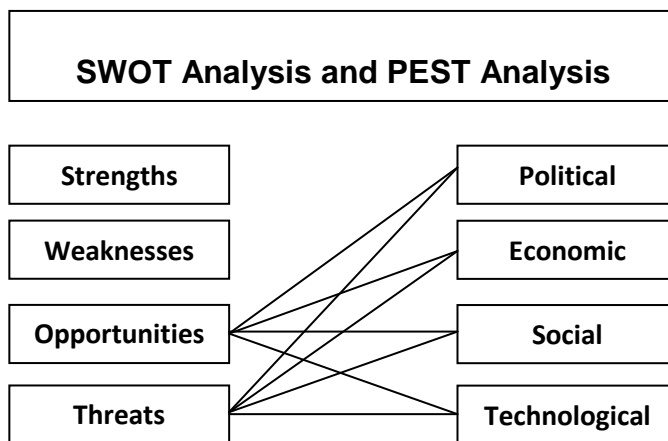 SWOT Analysis and PEST Analysis
Strengths
Political
Weaknesses
Economic
Opportunities
Social
Threats
Technological